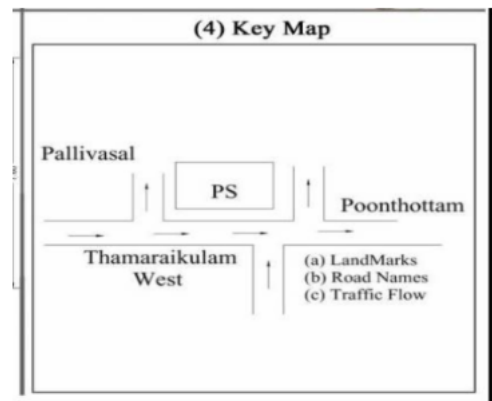 (4) Key Map
Pallivasal
PS
Poonthottam
Thamaraikulam
West
(a) LandMarks
(b) Road Names
(c) Traffic Flow